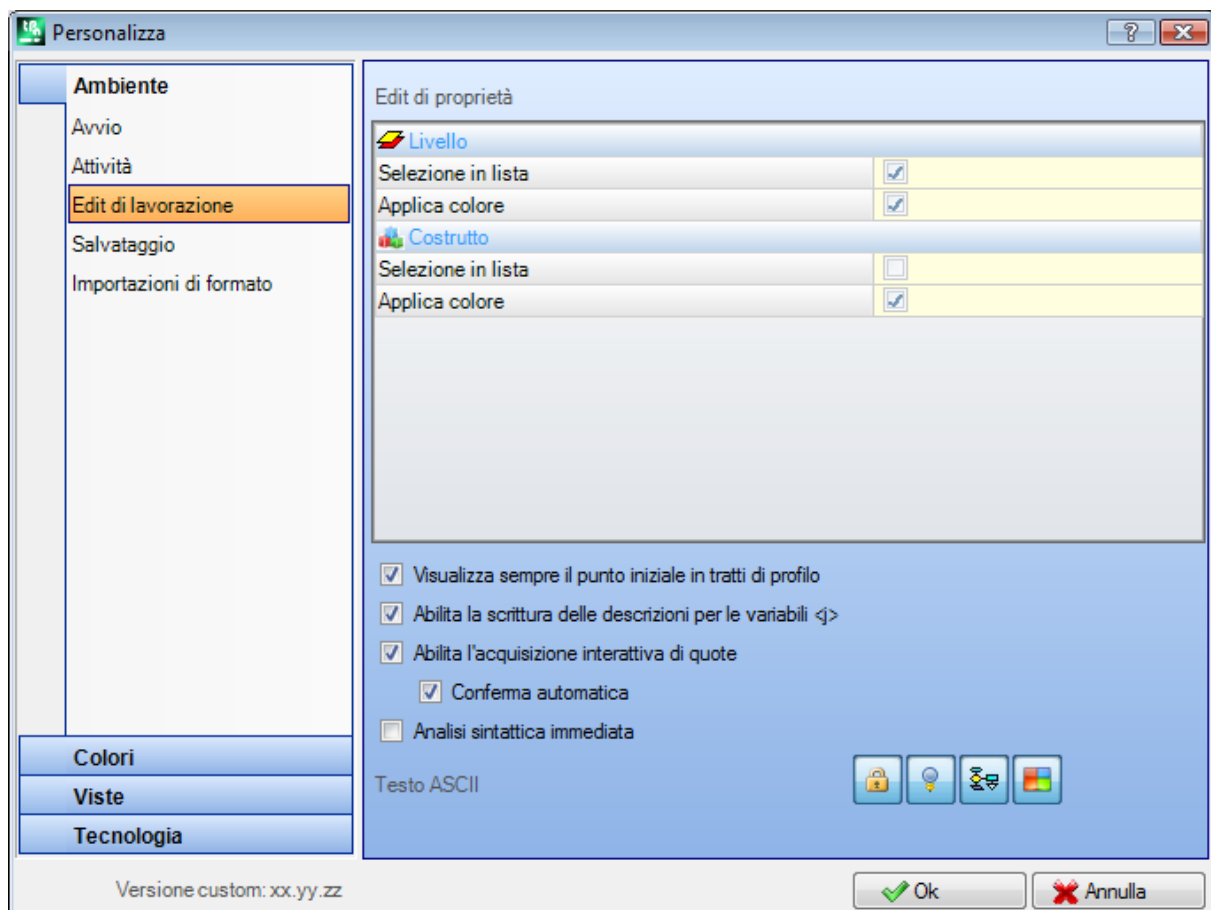 Personalizza
Ambiente
Avvio
Attività
Edit di lavorazione
Salvataggio
Importazioni di formato
Colori
Viste
Tecnologia
Edit di proprietà
Livello
Selezione in lista
Applica colore
Costrutto
Selezione in lista
Applica colore
Visualizza sempre il punto iniziale in tratti di profilo
Abilita la scrittura delle descrizioni per le variabili <j>
Abilita l'acquisizione interattiva di quote
Conferma automatica
Analisi sintattica immediata
Testo ASCII
Versione custom: xx.yy.zz
Ok
Annulla